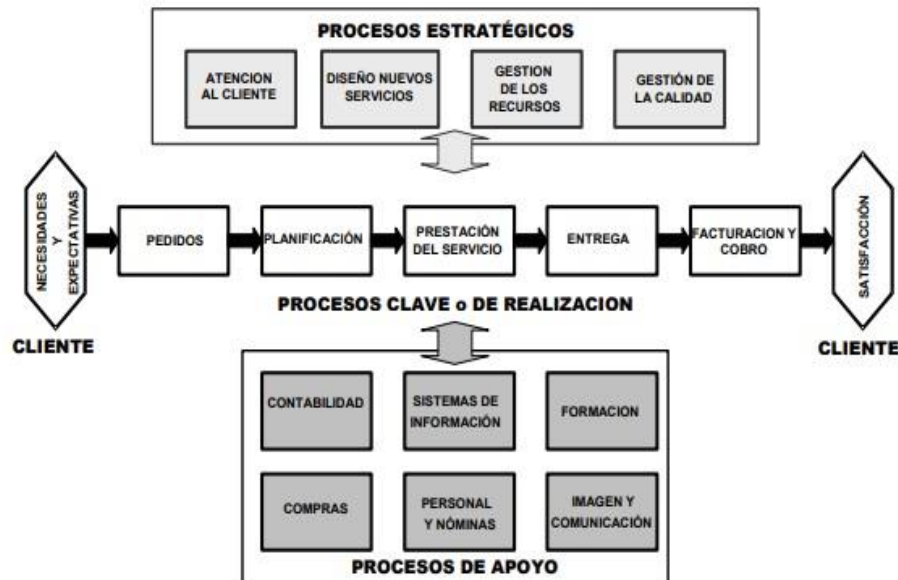 PROCESOS ESTRATÉGICOS
ATENCION
AL CLIENTE
DISEÑO NUEVOS
SERVICIOS
GESTION
DE LOS
RECURSOS
GESTIÓN DE
LA CALIDAD
NECESIDADES
Y
EXPECTATIVAS
PEDIDOS
PLANIFICACIÓN
PRESTACIÓN
DEL SERVICIO
ENTREGA
FACTURACION Y
COBRO
SATISFACCIÓN
PROCESOS CLAVE o DE REALIZACION
CLIENTE
CLIENTE
CONTABILIDAD
SISTEMAS DE
INFORMACIÓN
FORMACION
COMPRAS
PERSONAL
Y NÓMINAS
IMAGEN Y
COMUNICACIÓN
PROCESOS DE APOYO